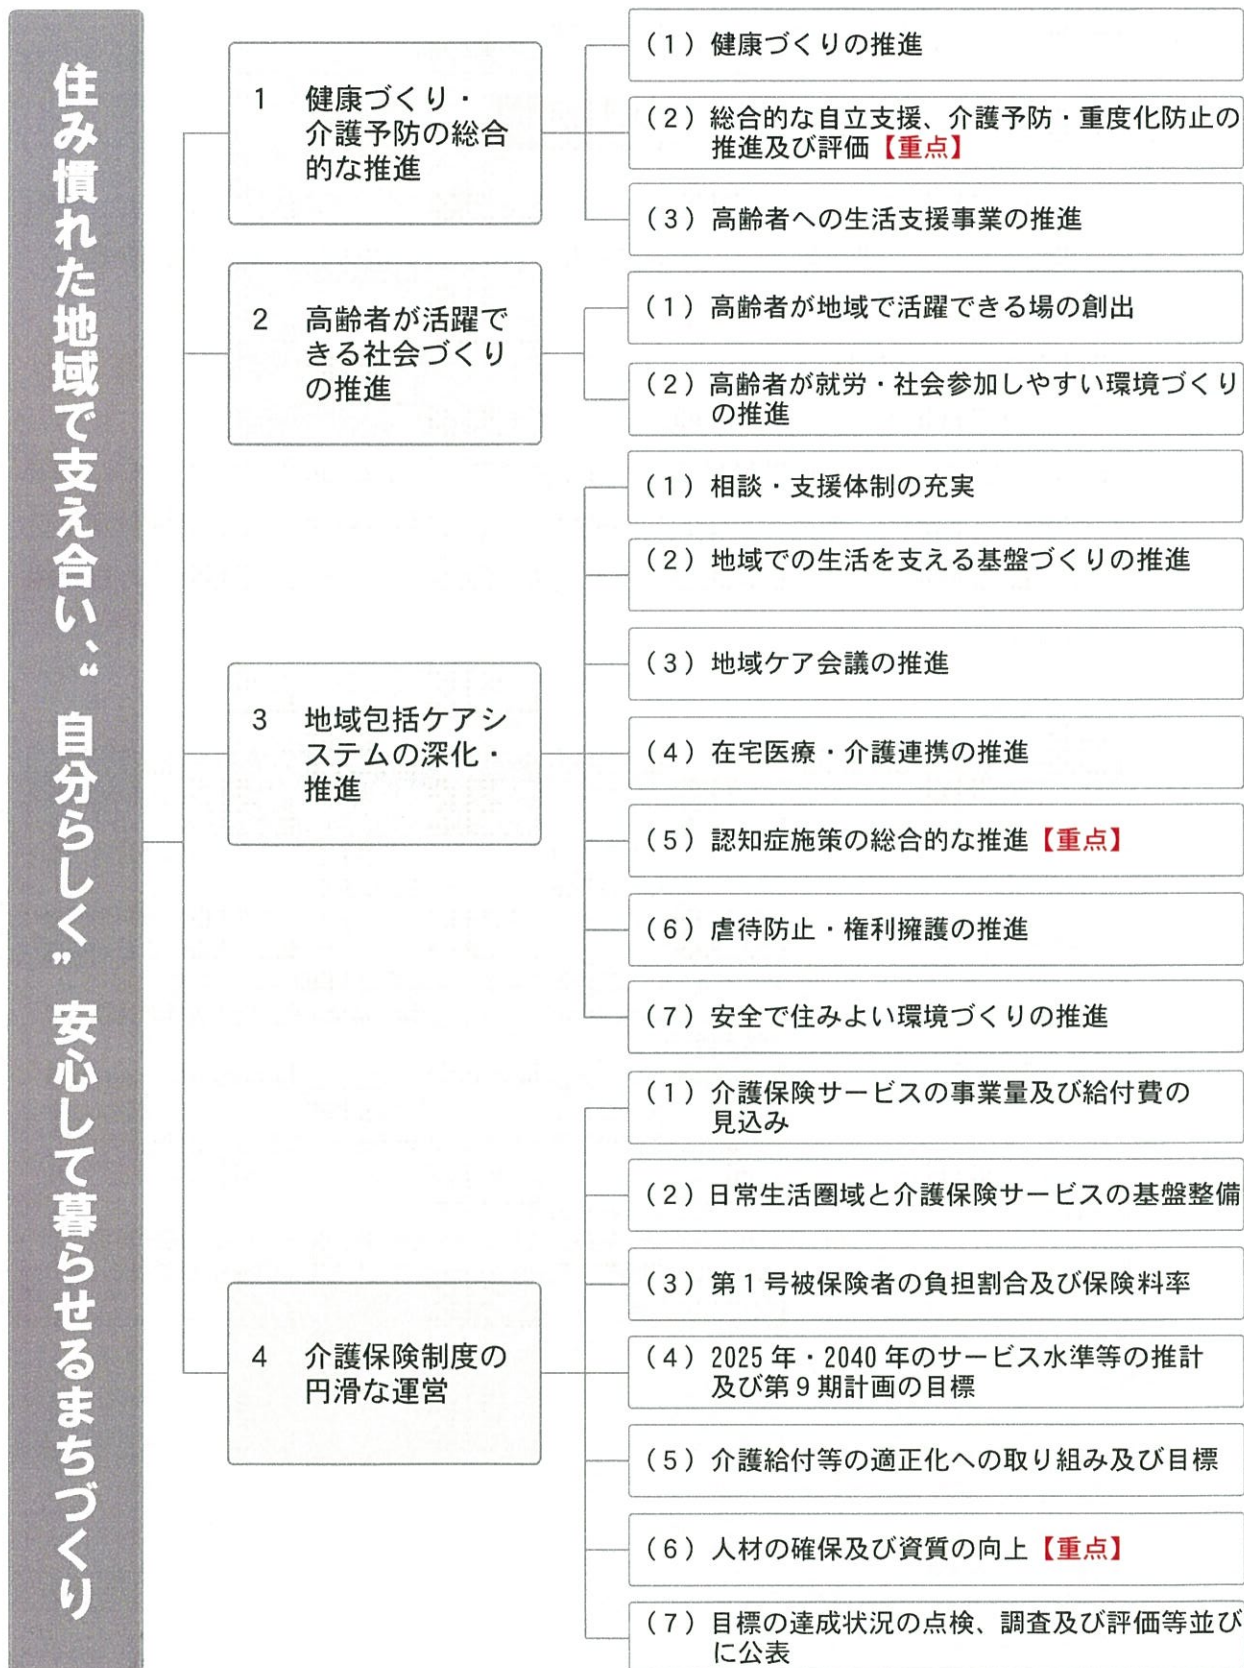 住み慣れた地域で支え合い、“自分らしく”安心して暮らせるまちづくり
1 健康づくり・
介護予防の総合
的な推進
(1) 健康づくりの推進
(2) 総合的な自立支援、介護予防・重度化防止の
推進及び評価【重点】
(3) 高齢者への生活支援事業の推進
2 高齢者が活躍で
きる社会づくり
の推進
(1) 高齢者が地域で活躍できる場の創出
(2) 高齢者が就労・社会参加しやすい環境づくり
の推進
3 地域包括ケアシ
ステムの深化・
推進
(1) 相談・支援体制の充実
(2) 地域での生活を支える基盤づくりの推進
(3) 地域ケア会議の推進
(4) 在宅医療・介護連携の推進
(5) 認知症施策の総合的な推進【重点】
(6) 虐待防止・権利擁護の推進
(7) 安全で住みよい環境づくりの推進
4 介護保険制度の
円滑な運営
(1) 介護保険サービスの事業量及び給付費の
見込み
(2) 日常生活圏域と介護保険サービスの基盤整備
(3) 第1号被保険者の負担割合及び保険料率
(4) 2025年・2040年のサービス水準等の推計
及び第9期計画の目標
(5) 介護給付等の適正化への取り組み及び目標
(6) 人材の確保及び資質の向上【重点】
(7) 目標の達成状況の点検、調査及び評価等並び
に公表